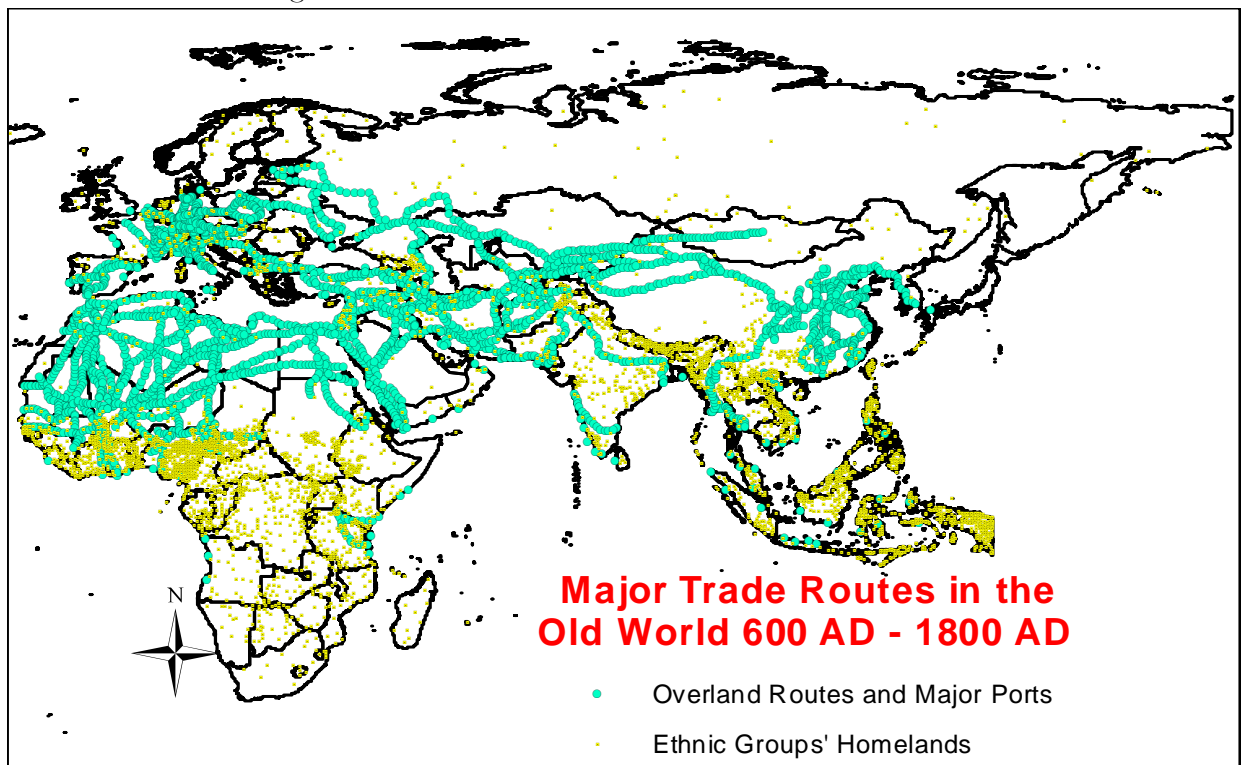 Major Trade Routes in the
Old World 600 AD - 1800 AD
N
Overland Routes and Major Ports
Ethnic Groups' Homelands